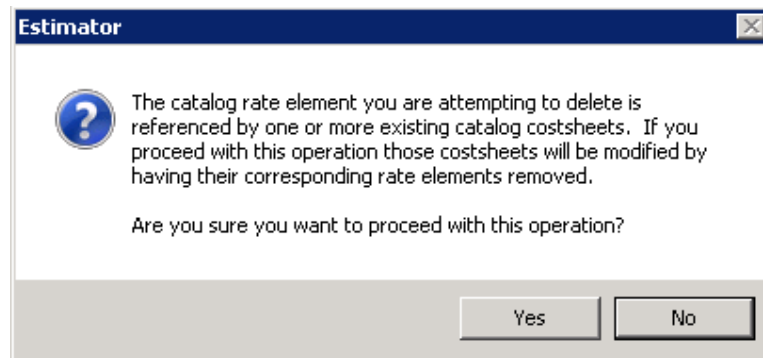 Estimator
The catalog rate element you are attempting to delete is
referenced by one or more existing catalog costsheets.  If you
proceed with this operation those costsheets will be modified by
having their corresponding rate elements removed.
Are you sure you want to proceed with this operation?
Yes
No